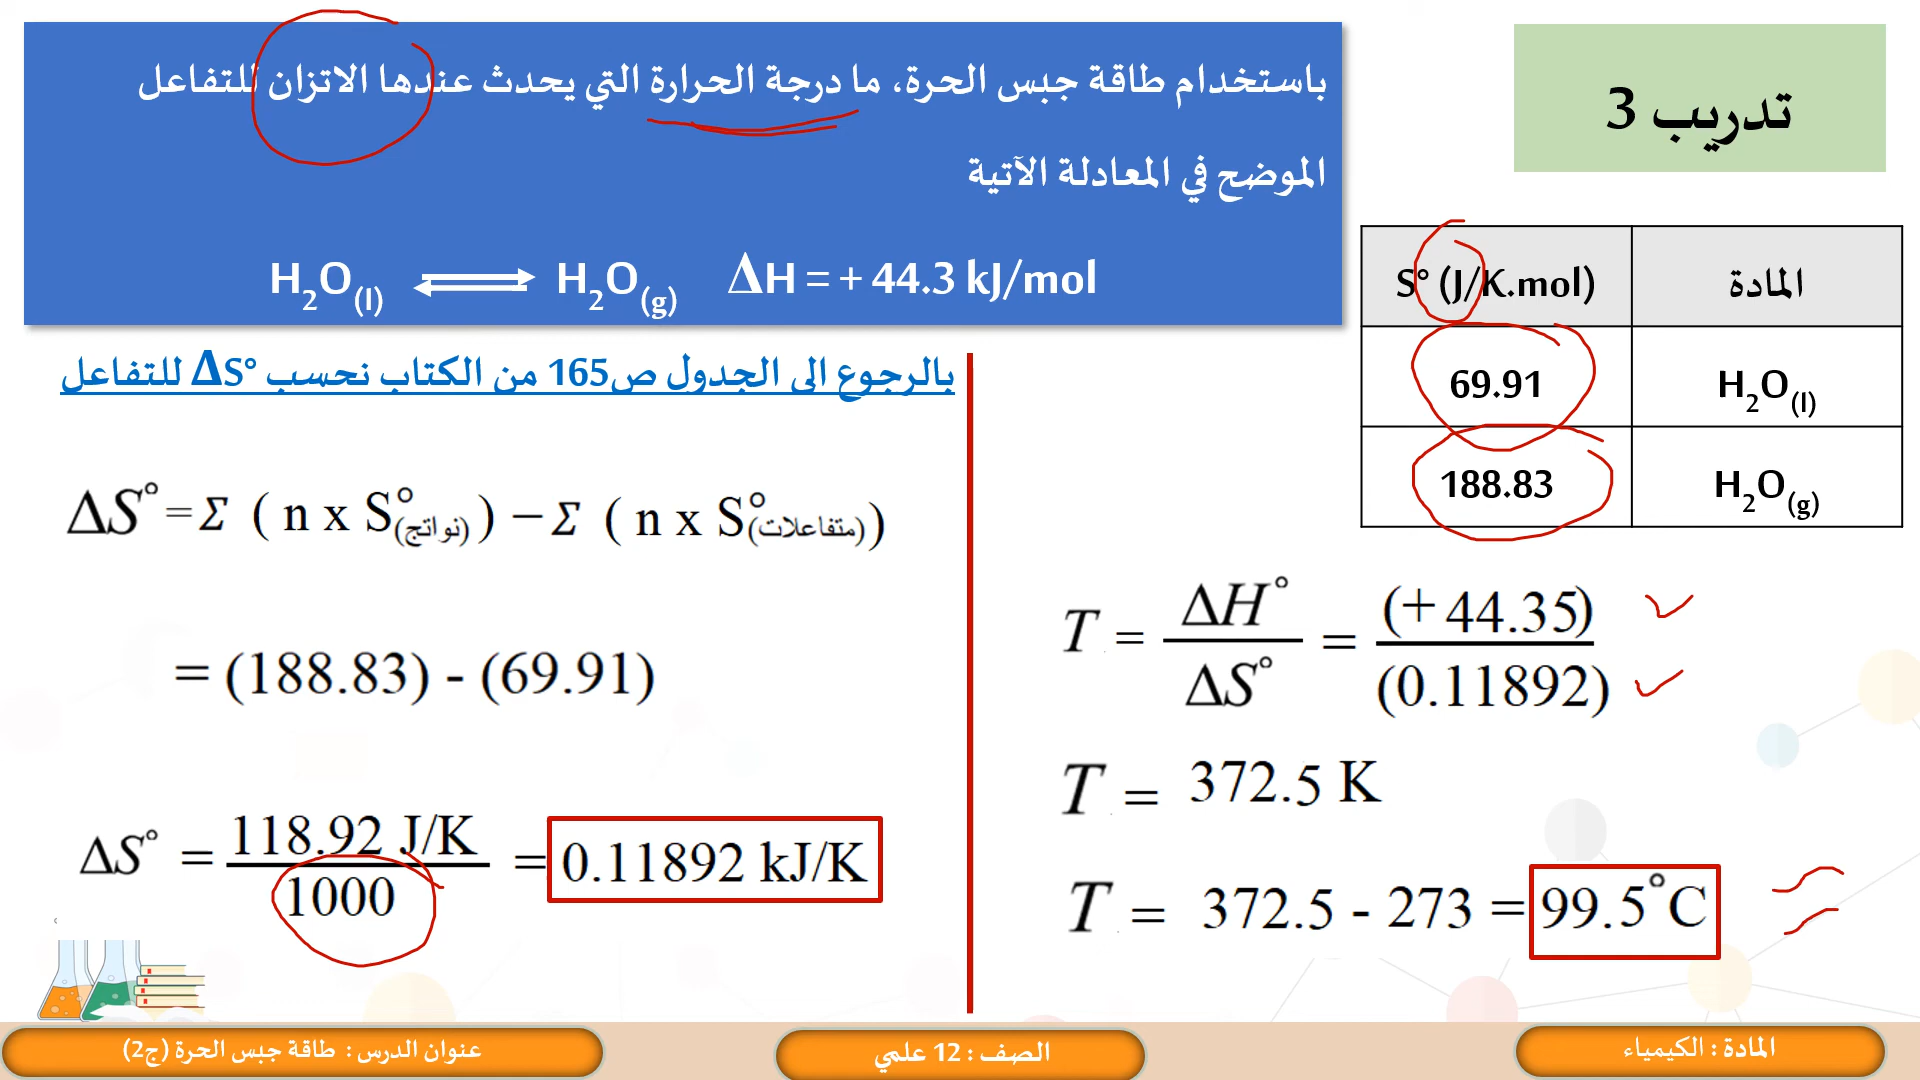 تدريب 3
باستخدام طاقة جبس الحرة، ما درجة الحرارة التي يحدث عندها الاتزان للتفاعل
الموضح في المعادلة الآتية
H₂O(l) ⇌ H₂O(g) ΔH = + 44.3 kJ/mol
المادة S° (J/K.mol)
H₂O(l) 69.91
H₂O(g) 188.83
بالرجوع الى الجدول ص165 من الكتاب نحسب ΔS° للتفاعل
ΔS° = Σ ( n x S°(نواتج) ) − Σ ( n x S°(متفاعلات))
= (188.83) - (69.91)
ΔS° = 118.92 J/K / 1000 = 0.11892 kJ/K
T = ΔH° / ΔS° = (+ 44.35) / (0.11892)
T = 372.5 K
T = 372.5 - 273 = 99.5°C
المادة : الكيمياء
الصف : 12 علمي
عنوان الدرس : طاقة جبس الحرة (ج2)